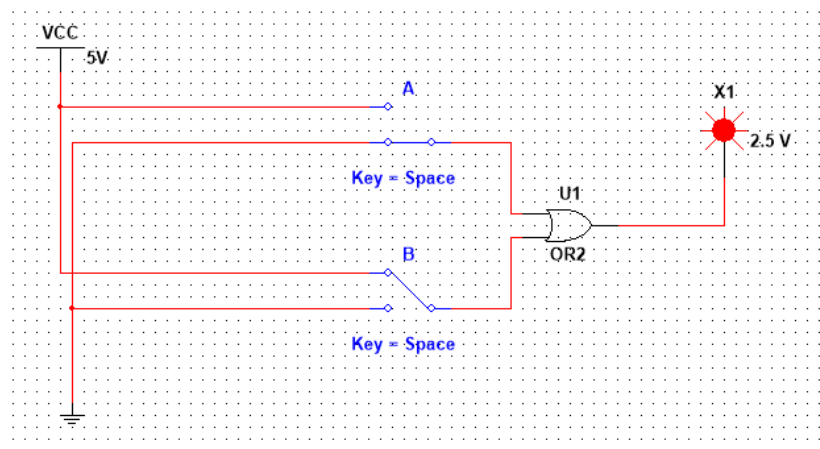 VCC
5V
A
Key = Space
X1
2.5 V
U1
OR2
B
Key = Space